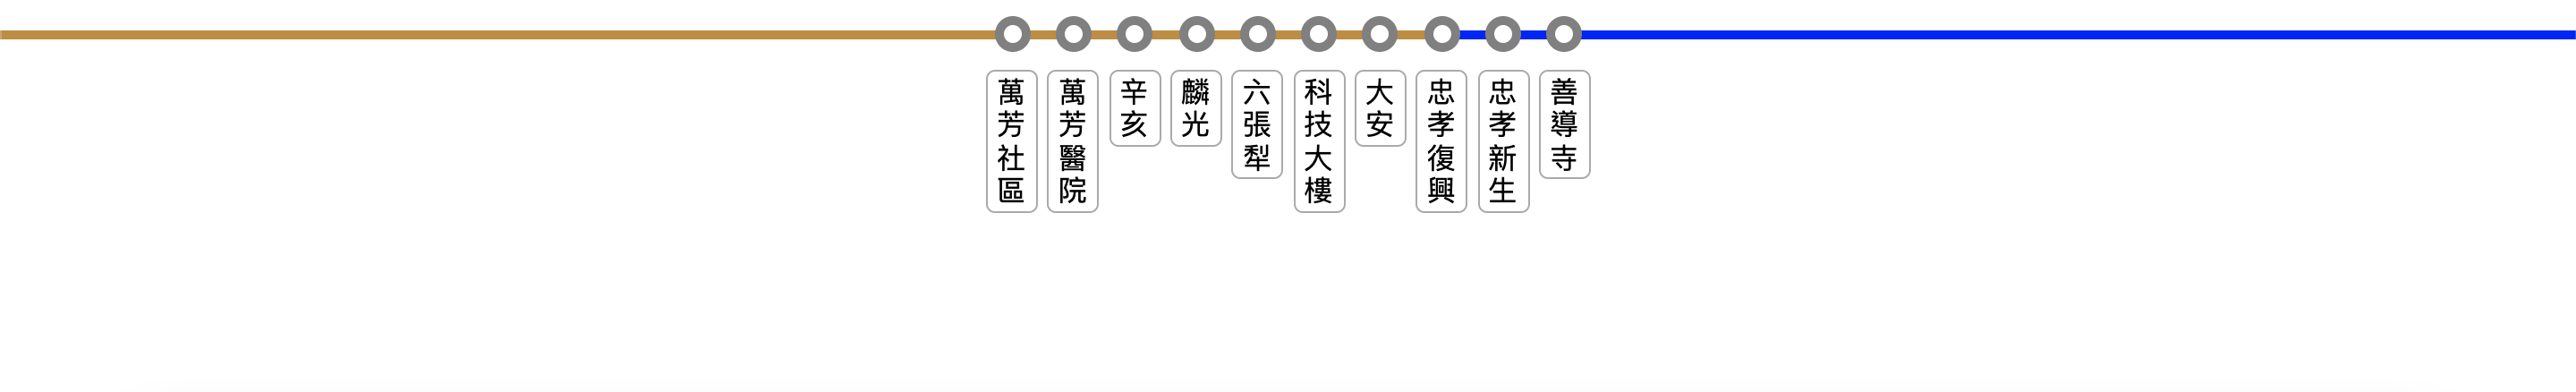 萬芳社區
萬芳醫院
辛亥
麟光
六張犁
科技大樓
大安
忠孝復興
忠孝新生
善導寺